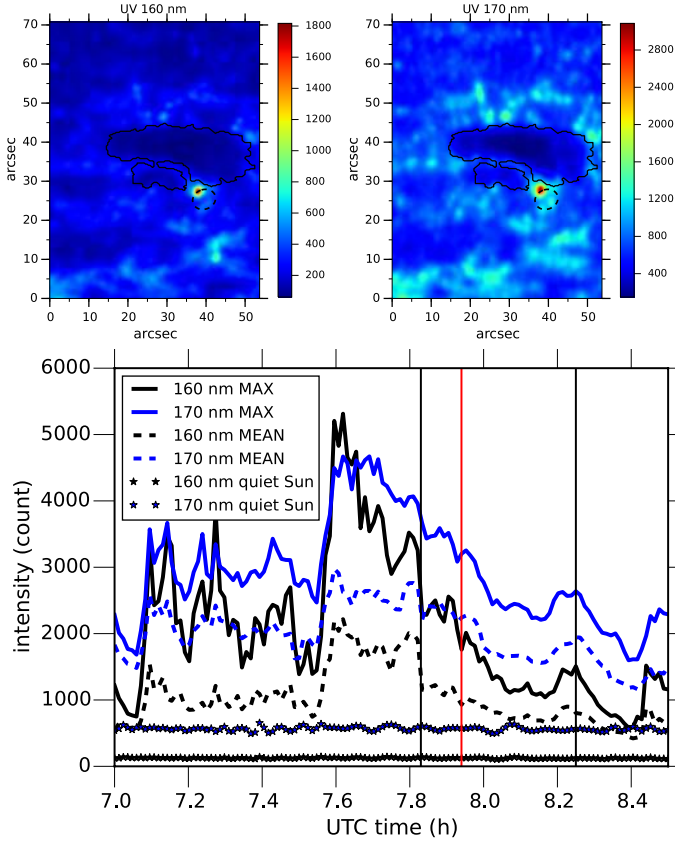 UV 160 nm
UV 170 nm
70
60
50
40
30
20
10
0
arcsec
0 10 20 30 40 50
arcsec
1800
1600
1400
1200
1000
800
600
400
200
70
60
50
40
30
20
10
0
arcsec
0 10 20 30 40 50
arcsec
2800
2400
2000
1600
1200
800
400
6000
5000
4000
3000
2000
1000
0
intensity (count)
160 nm MAX
170 nm MAX
160 nm MEAN
170 nm MEAN
160 nm quiet Sun
170 nm quiet Sun
7.0 7.2 7.4 7.6 7.8 8.0 8.2 8.4
UTC time (h)